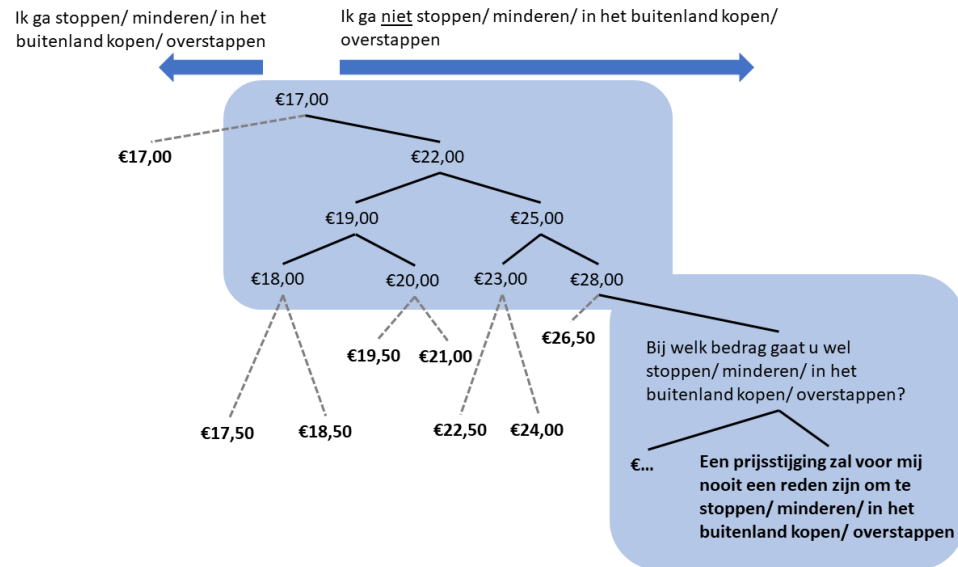 Ik ga stoppen/ minderen/ in het
buitenland kopen/ overstappen
Ik ga niet stoppen/ minderen/ in het buitenland kopen/
overstappen
€17,00
€17,00
€22,00
€19,00
€25,00
€18,00
€20,00
€23,00
€28,00
€19,50
€21,00
€26,50
€17,50
€18,50
€22,50
€24,00
Bij welk bedrag gaat u wel
stoppen/ minderen/ in het
buitenland kopen/ overstappen?
€...
Een prijsstijging zal voor mij
nooit een reden zijn om te
stoppen/ minderen/ in het
buitenland kopen/ overstappen